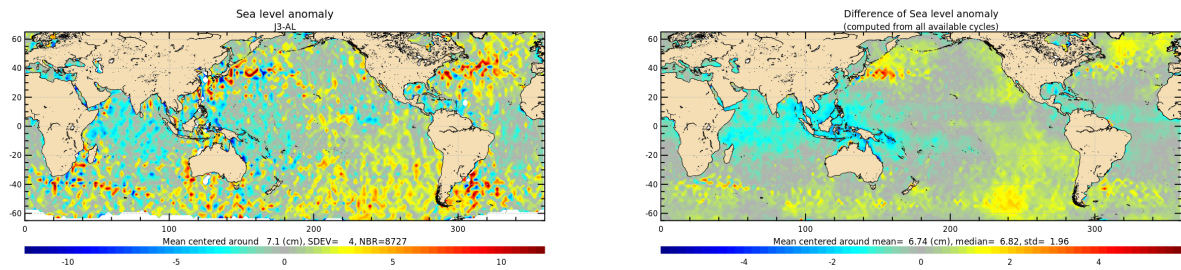 Sea level anomaly
J3-AL
60
40
20
0
-20
-40
-60
0 100 200 300
Mean centered around 7.1 (cm), SDEV= 4, NBR=8727
-10 -5 0 5 10
Difference of Sea level anomaly
(computed from all available cycles)
60
40
20
0
-20
-40
-60
0 100 200 300
Mean centered around mean= 6.74 (cm), median= 6.82, std= 1.96
-4 -2 0 2 4